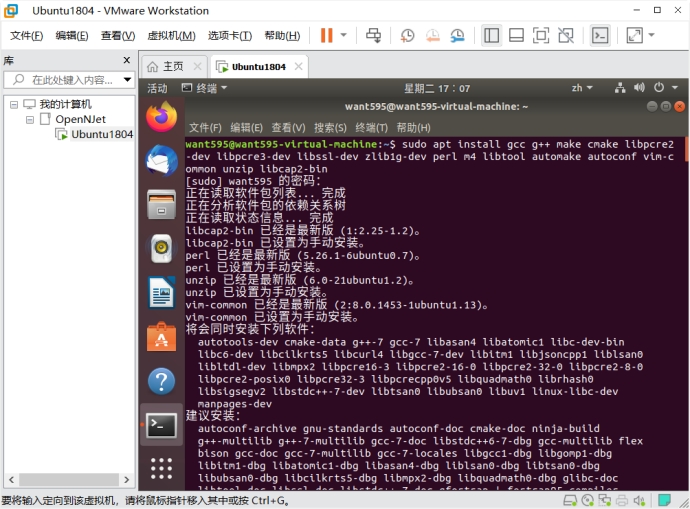 Ubuntu1804 - VMware Workstation
文件(F) 编辑(E) 查看(V) 虚拟机(M) 选项卡(T) 帮助(H)
库
在此处键入内容...
我的计算机
OpenNJet
Ubuntu1804
主页 Ubuntu1804
活动 终端 星期二 17：07 zh
want595@want595-virtual-machine: ~
文件(F) 编辑(E) 查看(V) 搜索(S) 终端(T) 帮助(H)
want595@want595-virtual-machine:~$ sudo apt install gcc g++ make cmake libpcre2
-dev libpcre3-dev libssl-dev zlib1g-dev perl m4 libtool automake autoconf vim-c
ommon unzip libcap2-bin
[sudo] want595 的密码：
正在读取软件包列表... 完成
正在分析软件包的依赖关系树
正在读取状态信息... 完成
libcap2-bin 已经是最新版 (1:2.25-1.2)。
libcap2-bin 已设置为手动安装。
perl 已经是最新版 (5.26.1-6ubuntu0.7)。
perl 已设置为手动安装。
unzip 已经是最新版 (6.0-21ubuntu1.2)。
unzip 已设置为手动安装。
vim-common 已经是最新版 (2:8.0.1453-1ubuntu1.13)。
vim-common 已设置为手动安装。
将会同时安装下列软件：
autotools-dev cmake-data g++-7 gcc-7 libasan4 libatomic1 libc-dev-bin
libc6-dev libcilkrts5 libcurl4 libgcc-7-dev libitm1 libjsoncpp1 liblsan0
libltdl-dev libmpx2 libpcre16-3 libpcre2-16-0 libpcre2-32-0 libpcre2-8-0
libpcre2-posix0 libpcre32-3 libpcrecpp0v5 libquadmath0 librhash0
libsigsegv2 libstdc++-7-dev libtsan0 libubsan0 libuv1 linux-libc-dev
manpages-dev
建议安装：
autoconf-archive gnu-standards autoconf-doc cmake-doc ninja-build
g++-multilib g++-7-multilib gcc-7-doc libstdc++6-7-dbg gcc-multilib flex
bison gcc-doc gcc-7-multilib gcc-7-locales libgcc1-dbg libgomp1-dbg
libitm1-dbg libatomic1-dbg libasan4-dbg liblsan0-dbg libtsan0-dbg
libubsan0-dbg libcilkrts5-dbg libmpx2-dbg libquadmath0-dbg glibc-doc
libtool-doc libssl-doc libstdc++-7-doc gfortran | fortran95-compiler
要将输入定向到该虚拟机，请将鼠标指针移入其中或按 Ctrl+G。